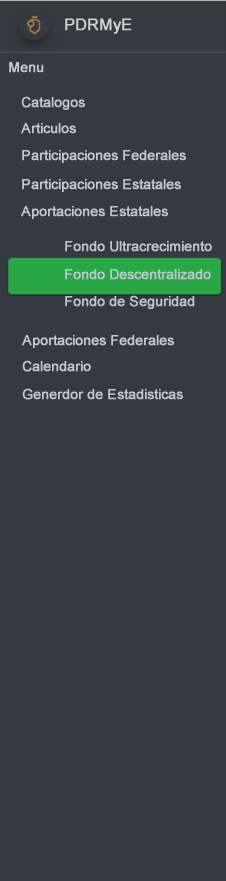 PDRMyE
Menu
Catalogos
Articulos
Participaciones Federales
Participaciones Estatales
Aportaciones Estatales
Fondo Ultracrecimiento
Fondo Descentralizado
Fondo de Seguridad
Aportaciones Federales
Calendario
Generdor de Estadisticas